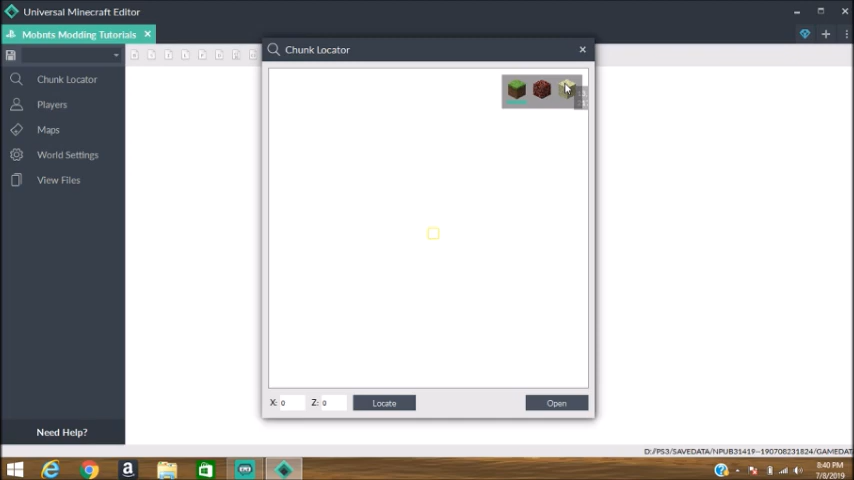 Universal Minecraft Editor
Mobnts Modding Tutorials
Chunk Locator
Players
Maps
World Settings
View Files
Need Help?
Chunk Locator
X: 0 Z: 0 Locate Open
D:/PS3/SAVEDATA/NPUB31419--190708231824/GAMEDAT
8:40 PM
7/8/2019